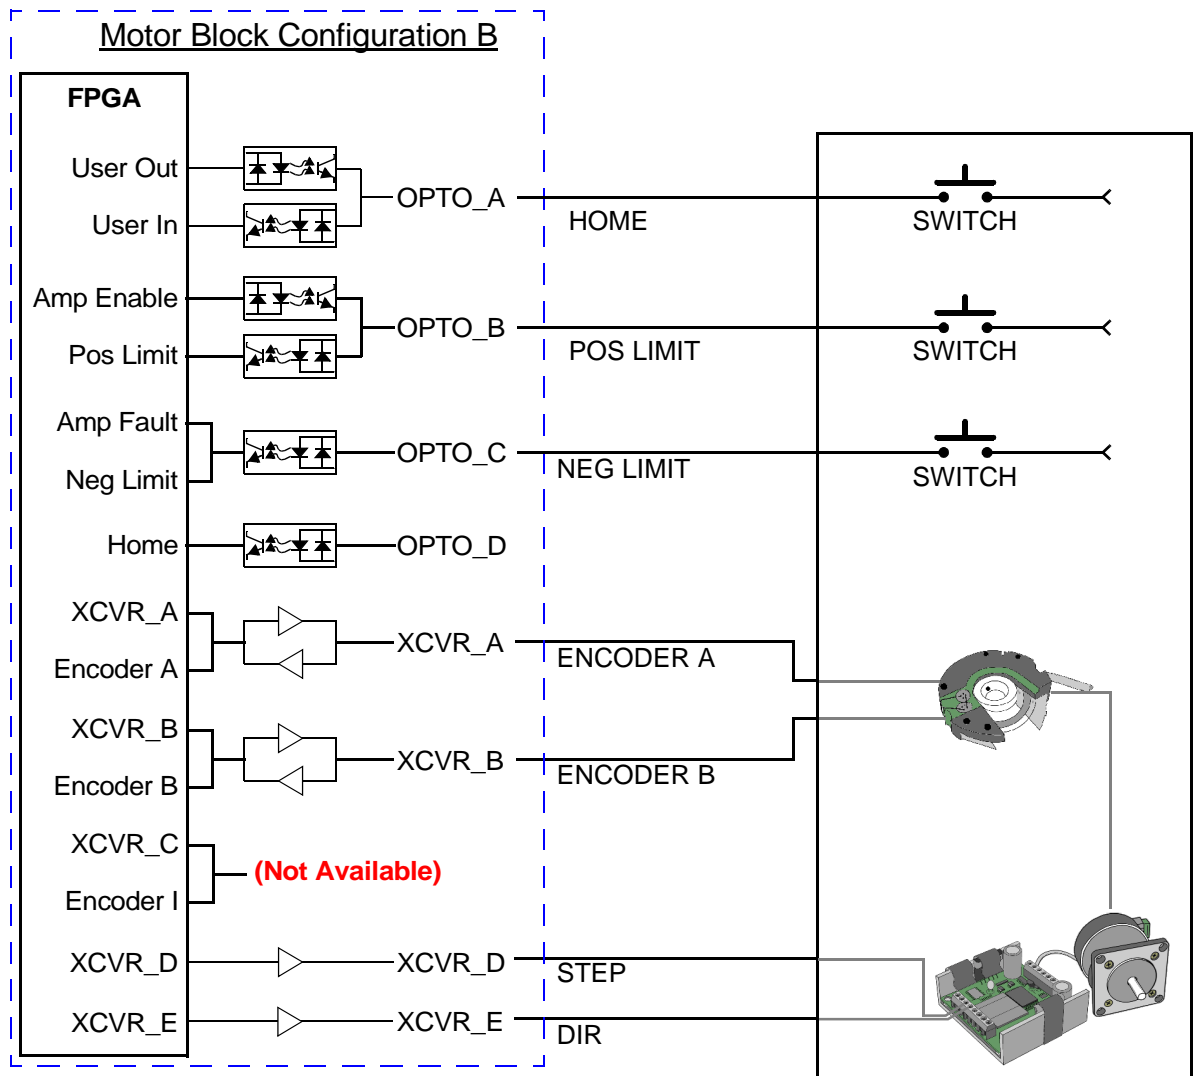 Motor Block Configuration B
FPGA
User Out
OPTO_A
HOME
SWITCH
User In
Amp Enable
OPTO_B
POS LIMIT
SWITCH
Pos Limit
Amp Fault
OPTO_C
NEG LIMIT
SWITCH
Neg Limit
Home
OPTO_D
XCVR_A
XCVR_A
ENCODER A
Encoder A
XCVR_B
XCVR_B
ENCODER B
Encoder B
XCVR_C
(Not Available)
Encoder I
XCVR_D
XCVR_D
STEP
XCVR_E
XCVR_E
DIR